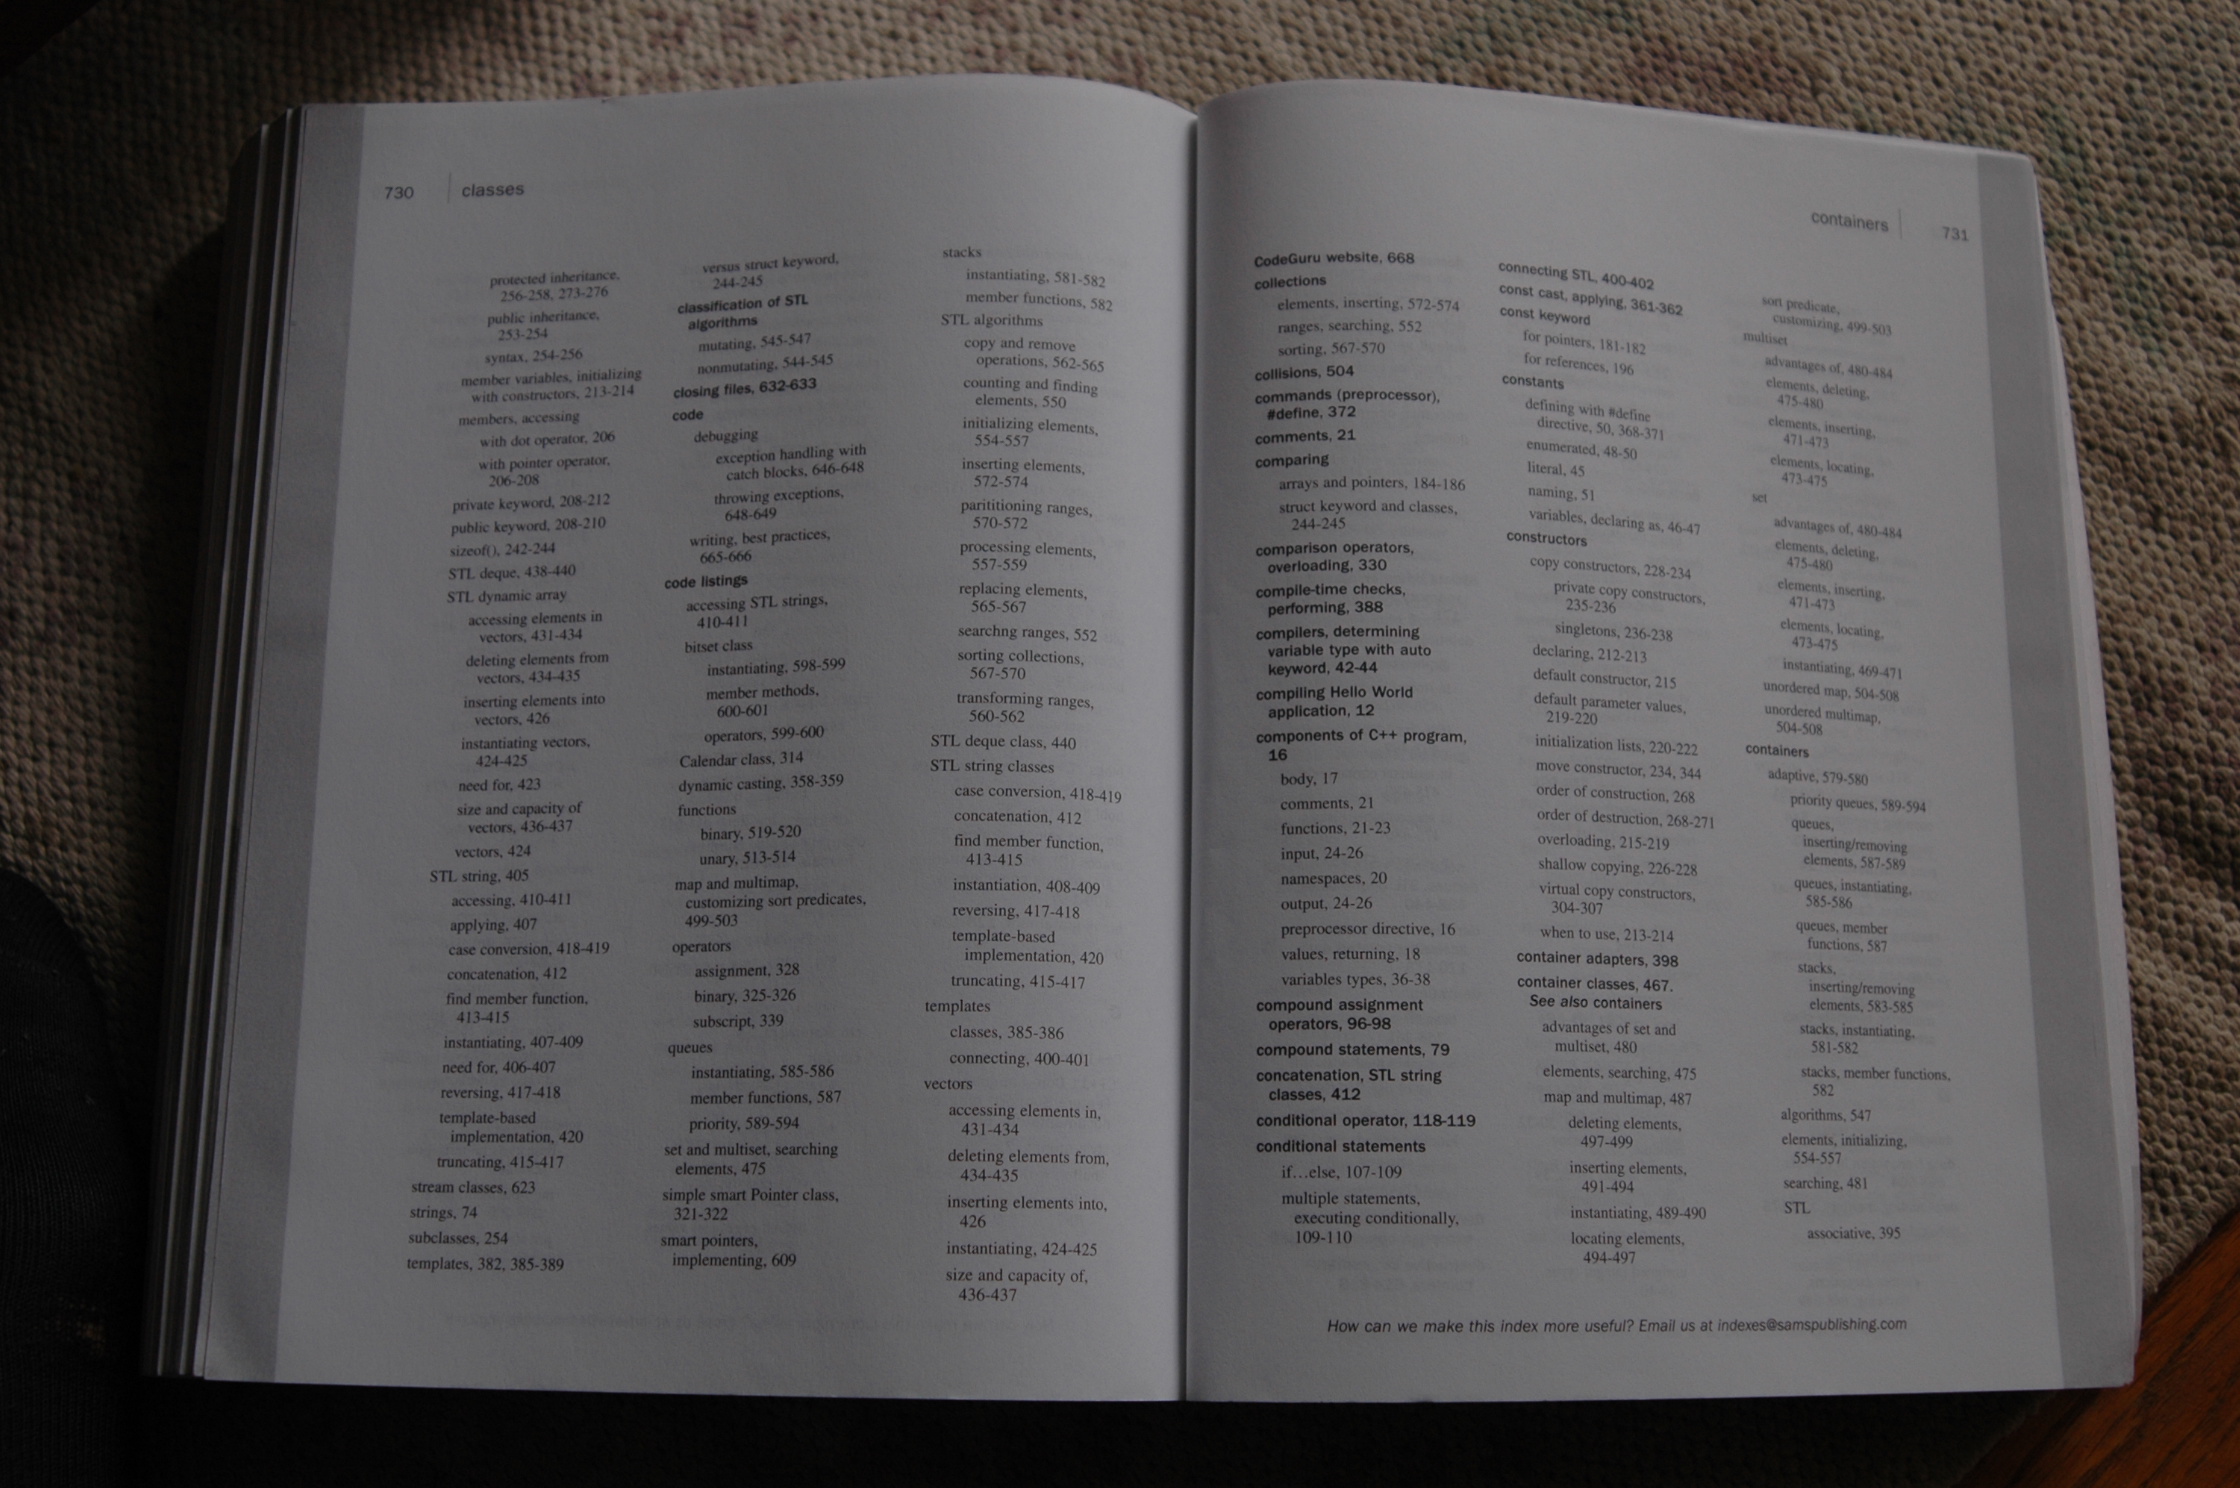 730 classes
protected inheritance,
256-258, 273-276
public inheritance,
253-254
syntax, 254-256
member variables, initializing
with constructors, 213-214
members, accessing
with dot operator, 206
with pointer operator,
206-208
private keyword, 208-212
public keyword, 208-210
sizeof(), 242-244
STL deque, 438-440
STL dynamic array
accessing elements in
vectors, 431-434
deleting elements from
vectors, 434-435
inserting elements into
vectors, 426
instantiating vectors,
424-425
need for, 423
size and capacity of
vectors, 436-437
vectors, 424
STL string, 405
accessing, 410-411
applying, 407
case conversion, 418-419
concatenation, 412
find member function,
413-415
instantiating, 407-409
need for, 406-407
reversing, 417-418
template-based
implementation, 420
truncating, 415-417
stream classes, 623
strings, 74
subclasses, 254
templates, 382, 385-389
versus struct keyword,
244-245
classification of STL
algorithms
mutating, 545-547
nonmutating, 544-545
closing files, 632-633
code
debugging
exception handling with
catch blocks, 646-648
throwing exceptions,
648-649
writing, best practices,
665-666
code listings
accessing STL strings,
410-411
bitset class
instantiating, 598-599
member methods,
600-601
operators, 599-600
Calendar class, 314
dynamic casting, 358-359
functions
binary, 519-520
unary, 513-514
map and multimap,
customizing sort predicates,
499-503
operators
assignment, 328
binary, 325-326
subscript, 339
queues
instantiating, 585-586
member functions, 587
priority, 589-594
set and multiset, searching
elements, 475
simple smart Pointer class,
321-322
smart pointers,
implementing, 609
stacks
instantiating, 581-582
member functions, 582
STL algorithms
copy and remove
operations, 562-565
counting and finding
elements, 550
initializing elements,
554-557
inserting elements,
572-574
parititioning ranges,
570-572
processing elements,
557-559
replacing elements,
565-567
searchng ranges, 552
sorting collections,
567-570
transforming ranges,
560-562
STL deque class, 440
STL string classes
case conversion, 418-419
concatenation, 412
find member function,
413-415
instantiation, 408-409
reversing, 417-418
template-based
implementation, 420
truncating, 415-417
templates
classes, 385-386
connecting, 400-401
vectors
accessing elements in,
431-434
deleting elements from,
434-435
inserting elements into,
426
instantiating, 424-425
size and capacity of,
436-437
containers 731
CodeGuru website, 668
collections
elements, inserting, 572-574
ranges, searching, 552
sorting, 567-570
collisions, 504
commands (preprocessor),
#define, 372
comments, 21
comparing
arrays and pointers, 184-186
struct keyword and classes,
244-245
comparison operators,
overloading, 330
compile-time checks,
performing, 388
compilers, determining
variable type with auto
keyword, 42-44
compiling Hello World
application, 12
components of C++ program,
16
body, 17
comments, 21
functions, 21-23
input, 24-26
namespaces, 20
output, 24-26
preprocessor directive, 16
values, returning, 18
variables types, 36-38
compound assignment
operators, 96-98
compound statements, 79
concatenation, STL string
classes, 412
conditional operator, 118-119
conditional statements
if...else, 107-109
multiple statements,
executing conditionally,
109-110
connecting STL, 400-402
const cast, applying, 361-362
const keyword
for pointers, 181-182
for references, 196
constants
defining with #define
directive, 50, 368-371
enumerated, 48-50
literal, 45
naming, 51
variables, declaring as, 46-47
constructors
copy constructors, 228-234
private copy constructors,
235-236
singletons, 236-238
declaring, 212-213
default constructor, 215
default parameter values,
219-220
initialization lists, 220-222
move constructor, 234, 344
order of construction, 268
order of destruction, 268-271
overloading, 215-219
shallow copying, 226-228
virtual copy constructors,
304-307
when to use, 213-214
container adapters, 398
container classes, 467.
See also containers
advantages of set and
multiset, 480
elements, searching, 475
map and multimap, 487
deleting elements,
497-499
inserting elements,
491-494
instantiating, 489-490
locating elements,
494-497
sort predicate,
customizing, 499-503
multiset
advantages of, 480-484
elements, deleting,
475-480
elements, inserting,
471-473
elements, locating,
473-475
set
advantages of, 480-484
elements, deleting,
475-480
elements, inserting,
471-473
elements, locating,
473-475
instantiating, 469-471
unordered map, 504-508
unordered multimap,
504-508
containers
adaptive, 579-580
priority queues, 589-594
queues,
inserting/removing
elements, 587-589
queues, instantiating,
585-586
queues, member
functions, 587
stacks,
inserting/removing
elements, 583-585
stacks, instantiating,
581-582
stacks, member functions,
582
algorithms, 547
elements, initializing,
554-557
searching, 481
STL
associative, 395
How can we make this index more useful? Email us at indexes@samspublishing.com